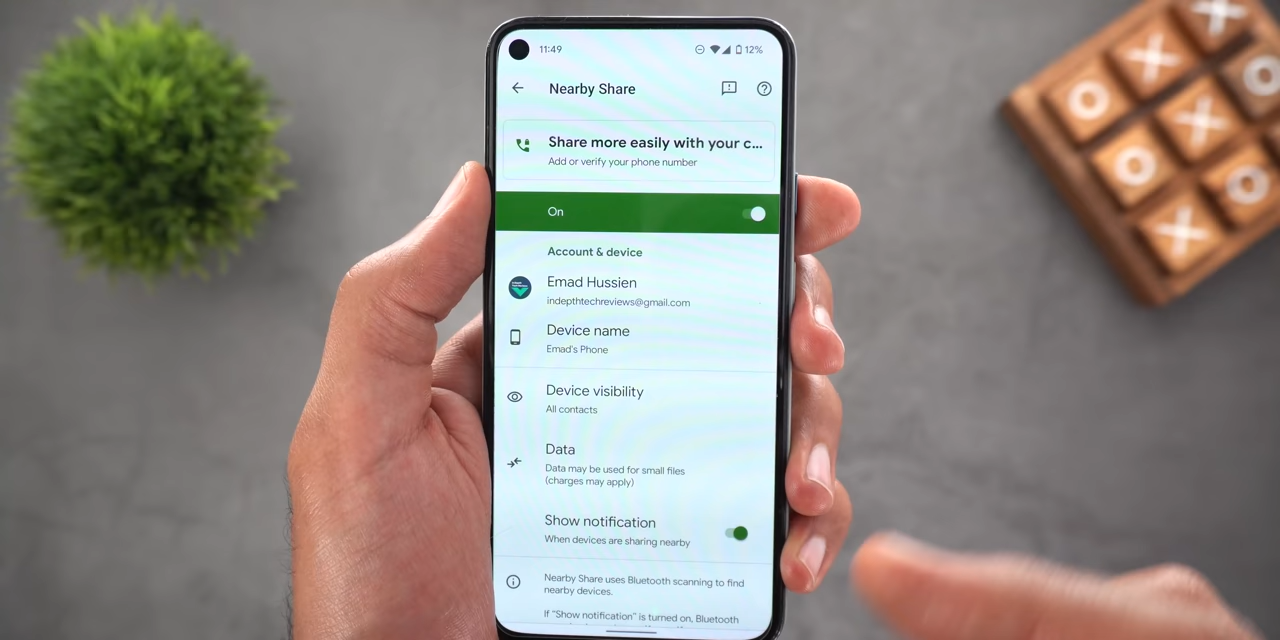 11:49
12%
Nearby Share
Share more easily with your c...
Add or verify your phone number
On
Account & device
Emad Hussien
indepthtechreviews@gmail.com
Device name
Emad's Phone
Device visibility
All contacts
Data
Data may be used for small files
(charges may apply)
Show notification
When devices are sharing nearby
Nearby Share uses Bluetooth scanning to find
nearby devices.
If "Show notification" is turned on, Bluetooth
X
X
O
O
X
O
O
X